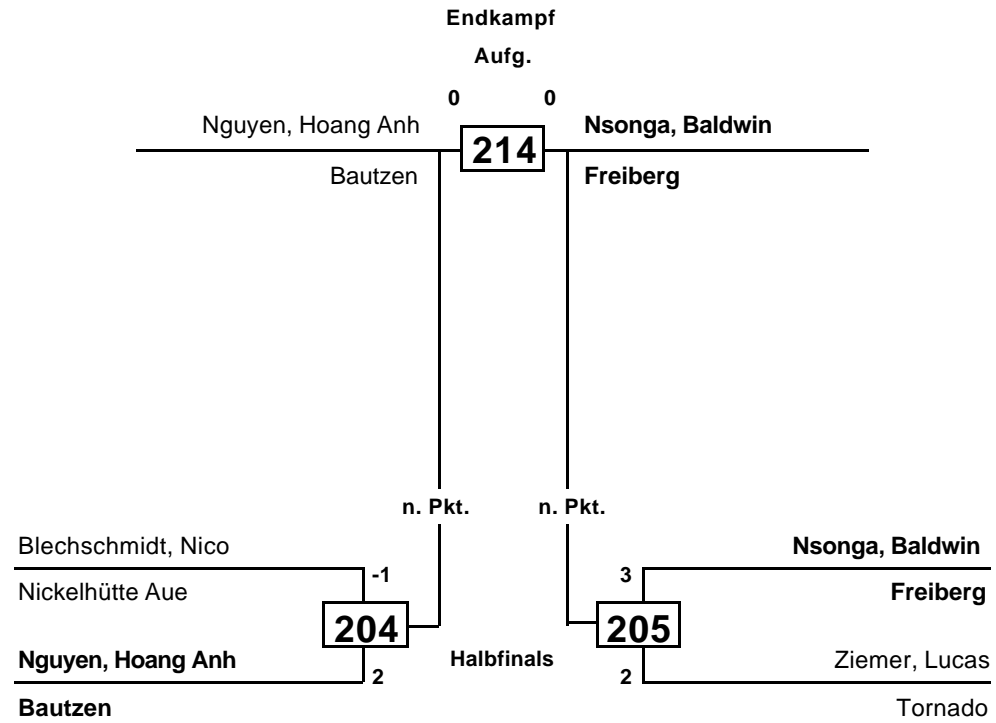 Endkampf
Aufg.
0 0
Nguyen, Hoang Anh 214 Nsonga, Baldwin
Bautzen Freiberg
n. Pkt. n. Pkt.
Blechschmidt, Nico Nsonga, Baldwin
-1 3
Nickelhütte Aue Freiberg
204 205
Nguyen, Hoang Anh Halbfinals Ziemer, Lucas
2 2
Bautzen Tornado